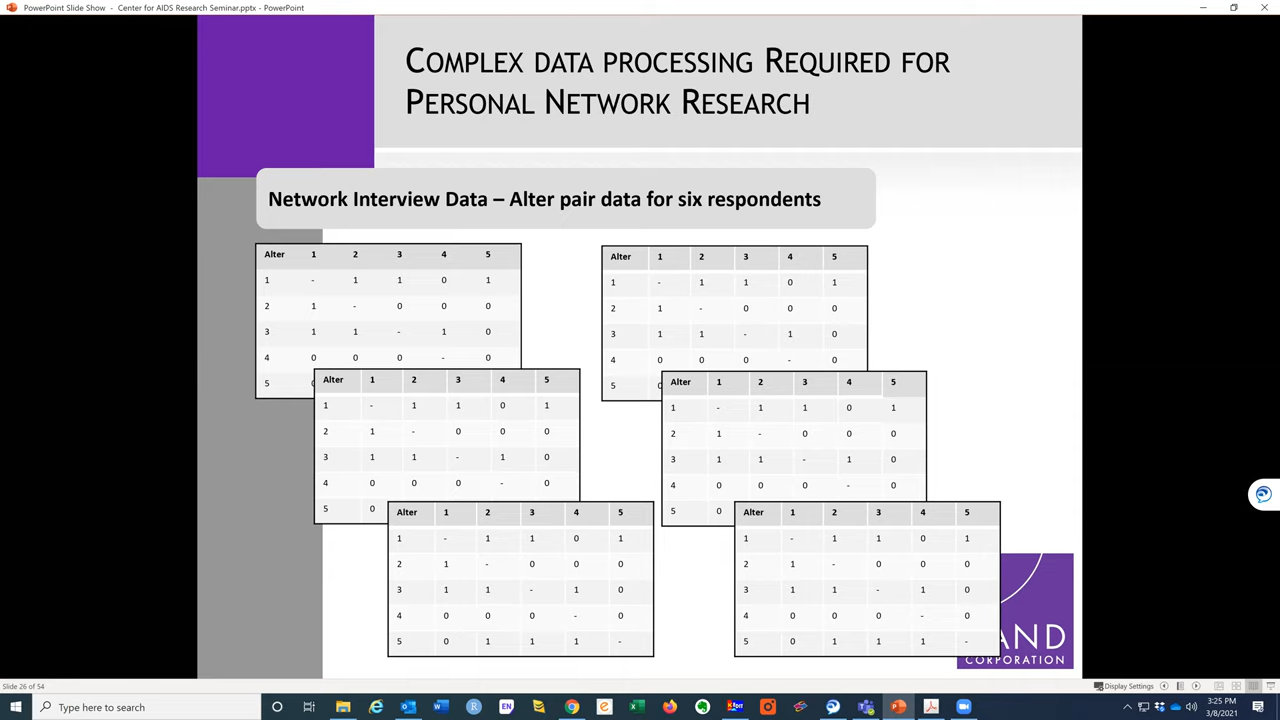 PowerPoint Slide Show - Center for AIDS Research Seminar.pptx - PowerPoint
COMPLEX DATA PROCESSING REQUIRED FOR
PERSONAL NETWORK RESEARCH
Network Interview Data – Alter pair data for six respondents
Alter 1 2 3 4 5
1 - 1 1 0 1
2 1 - 0 0 0
3 1 1 - 1 0
4 0 0 0 - 0
5
Alter 1 2 3 4 5
1 - 1 1 0 1
2 1 - 0 0 0
3 1 1 - 1 0
4 0 0 0 - 0
5
Alter 1 2 3 4 5
1 - 1 1 0 1
2 1 - 0 0 0
3 1 1 - 1 0
4 0 0 0 - 0
5 0
Alter 1 2 3 4 5
1 - 1 1 0 1
2 1 - 0 0 0
3 1 1 - 1 0
4 0 0 0 - 0
5 0
Alter 1 2 3 4 5
1 - 1 1 0 1
2 1 - 0 0 0
3 1 1 - 1 0
4 0 0 0 - 0
5 0 1 1 1 -
Alter 1 2 3 4 5
1 - 1 1 0 1
2 1 - 0 0 0
3 1 1 - 1 0
4 0 0 0 - 0
5 0 1 1 1 -
AND
CORPORATION
Slide 26 of 54
Display Settings
Type here to search
EN
3:25 PM
3/8/2021